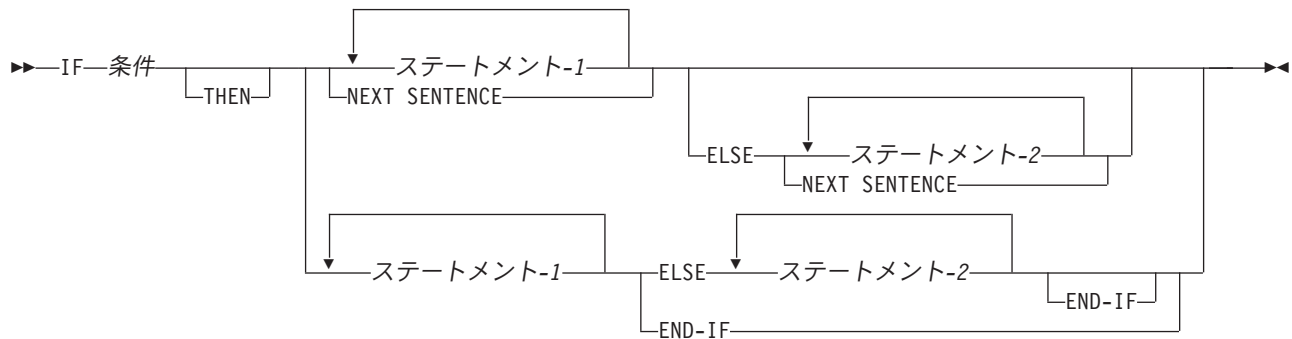 IF 条件 ステートメント-1
THEN NEXT SENTENCE
ELSE ステートメント-2
NEXT SENTENCE
ステートメント-1 ELSE ステートメント-2
END-IF
END-IF